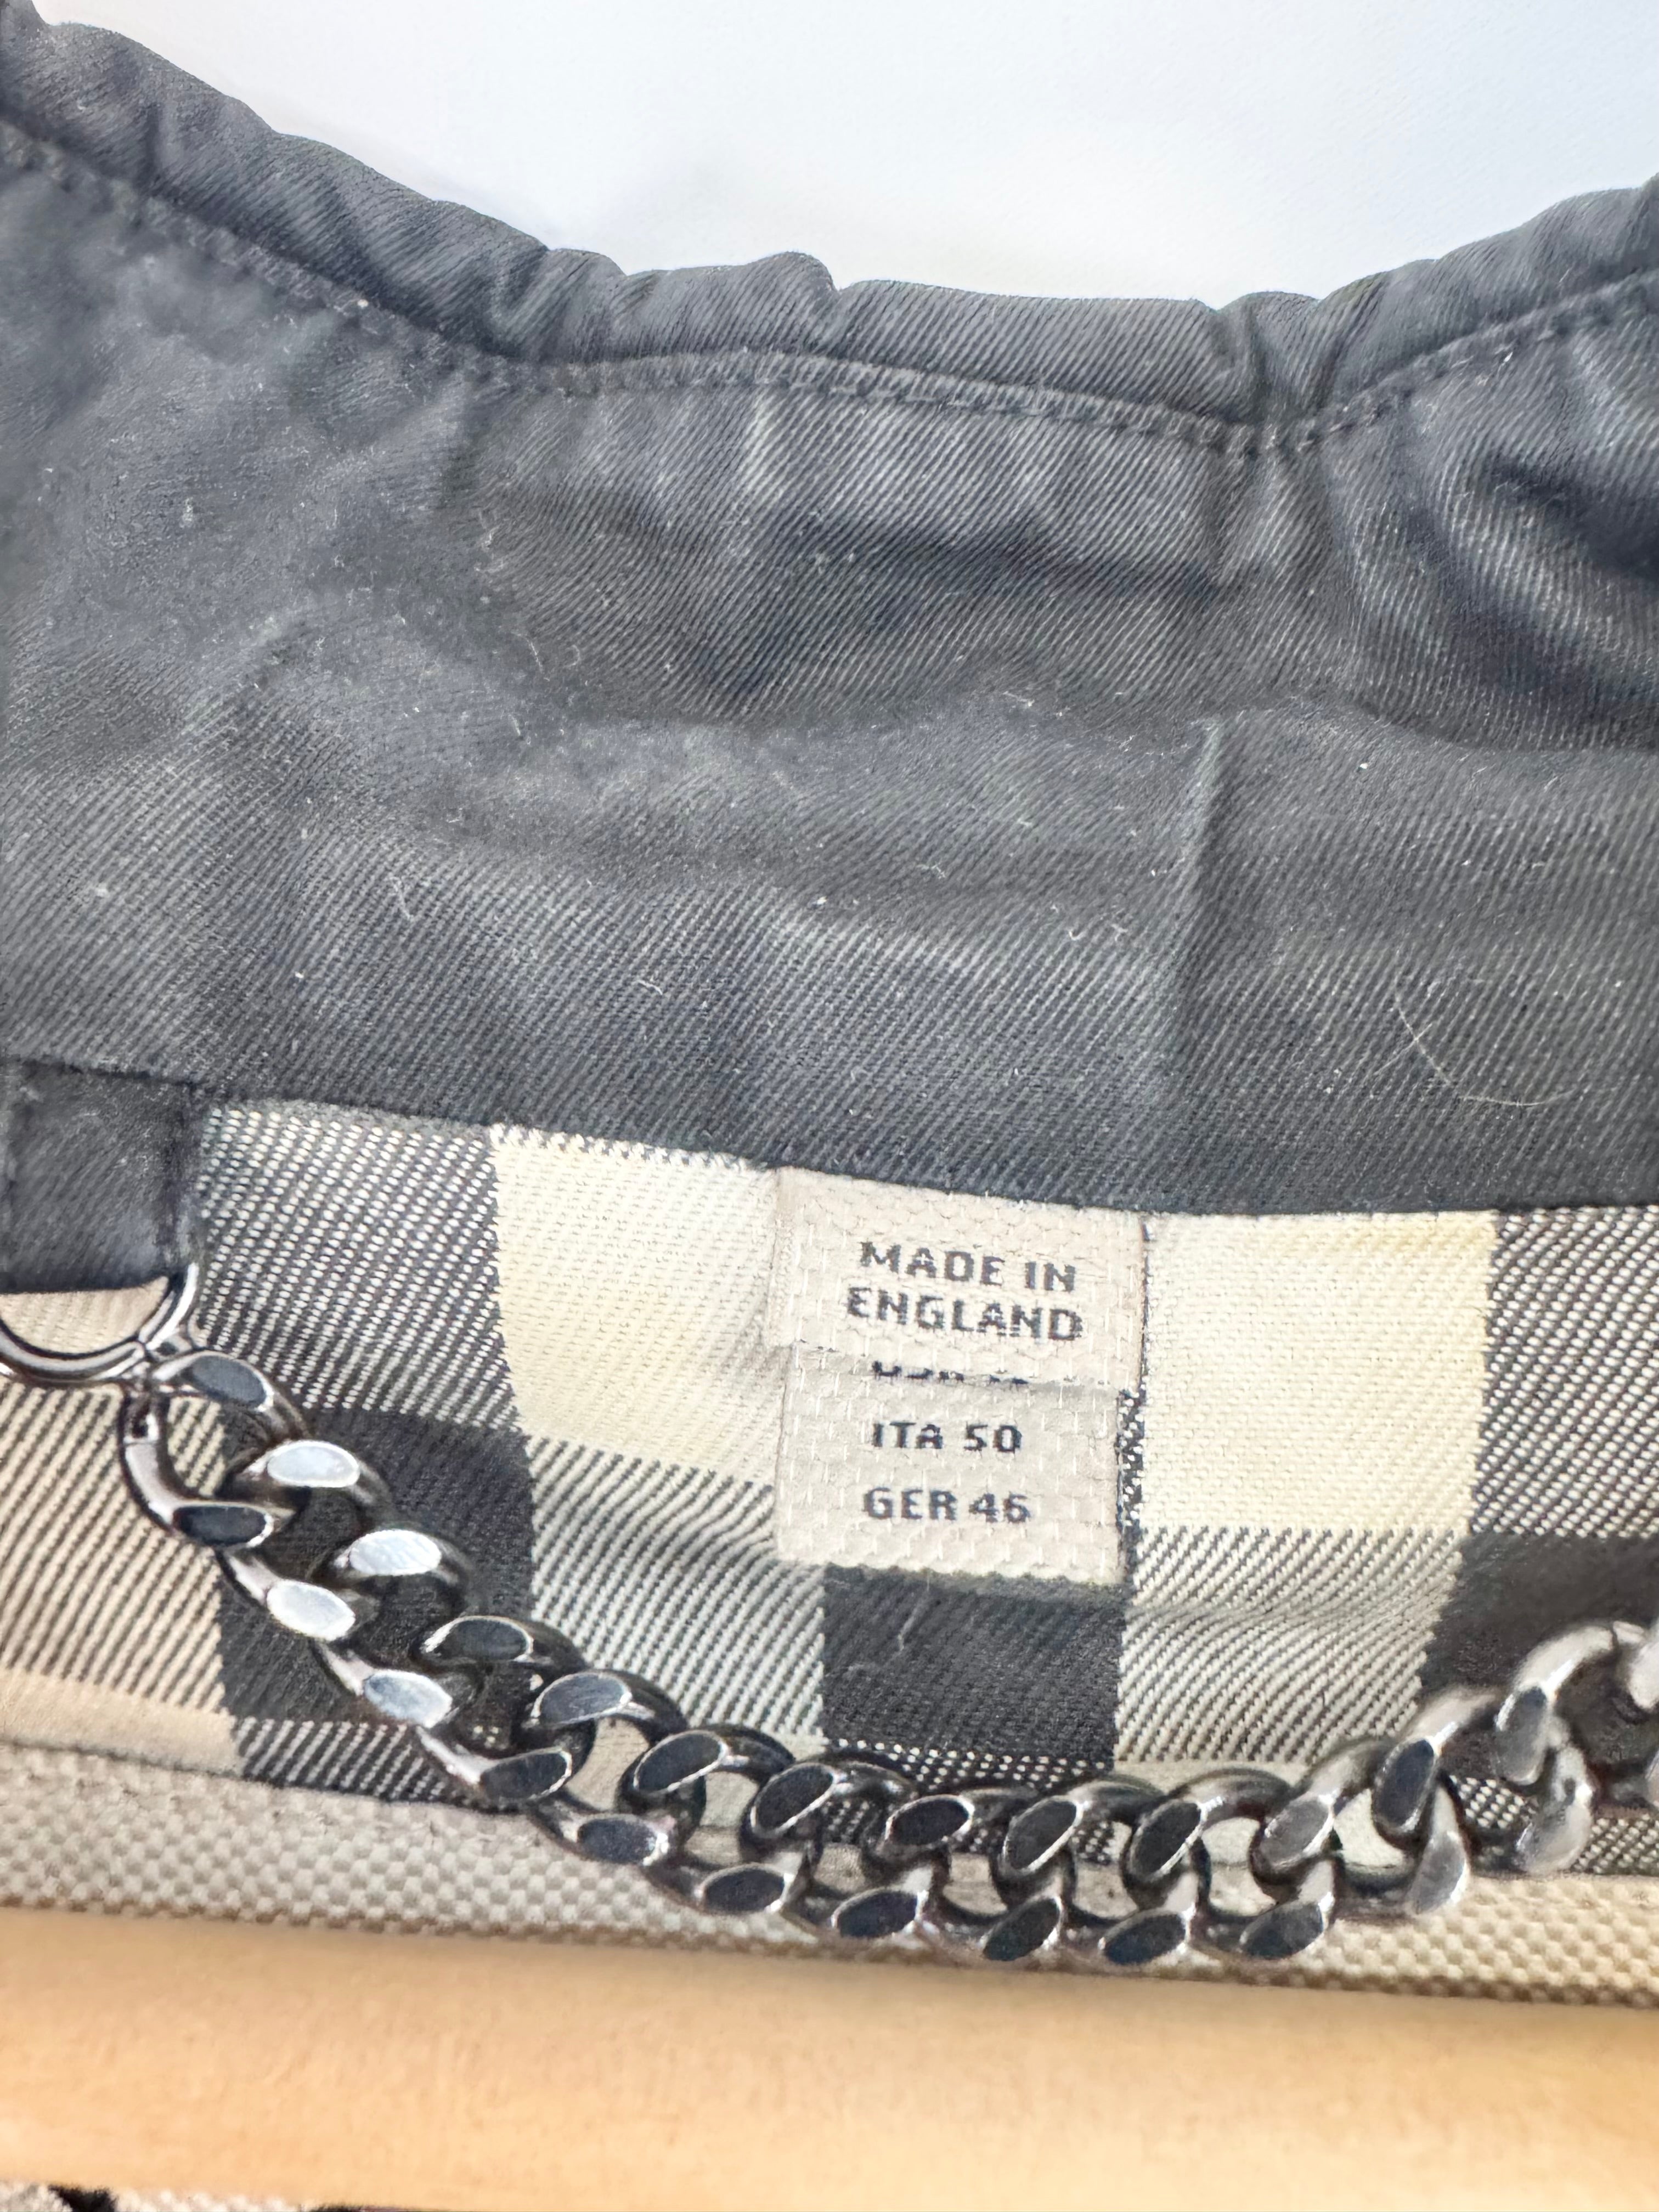 MADE IN
ENGLAND
ITA 50
GER 46